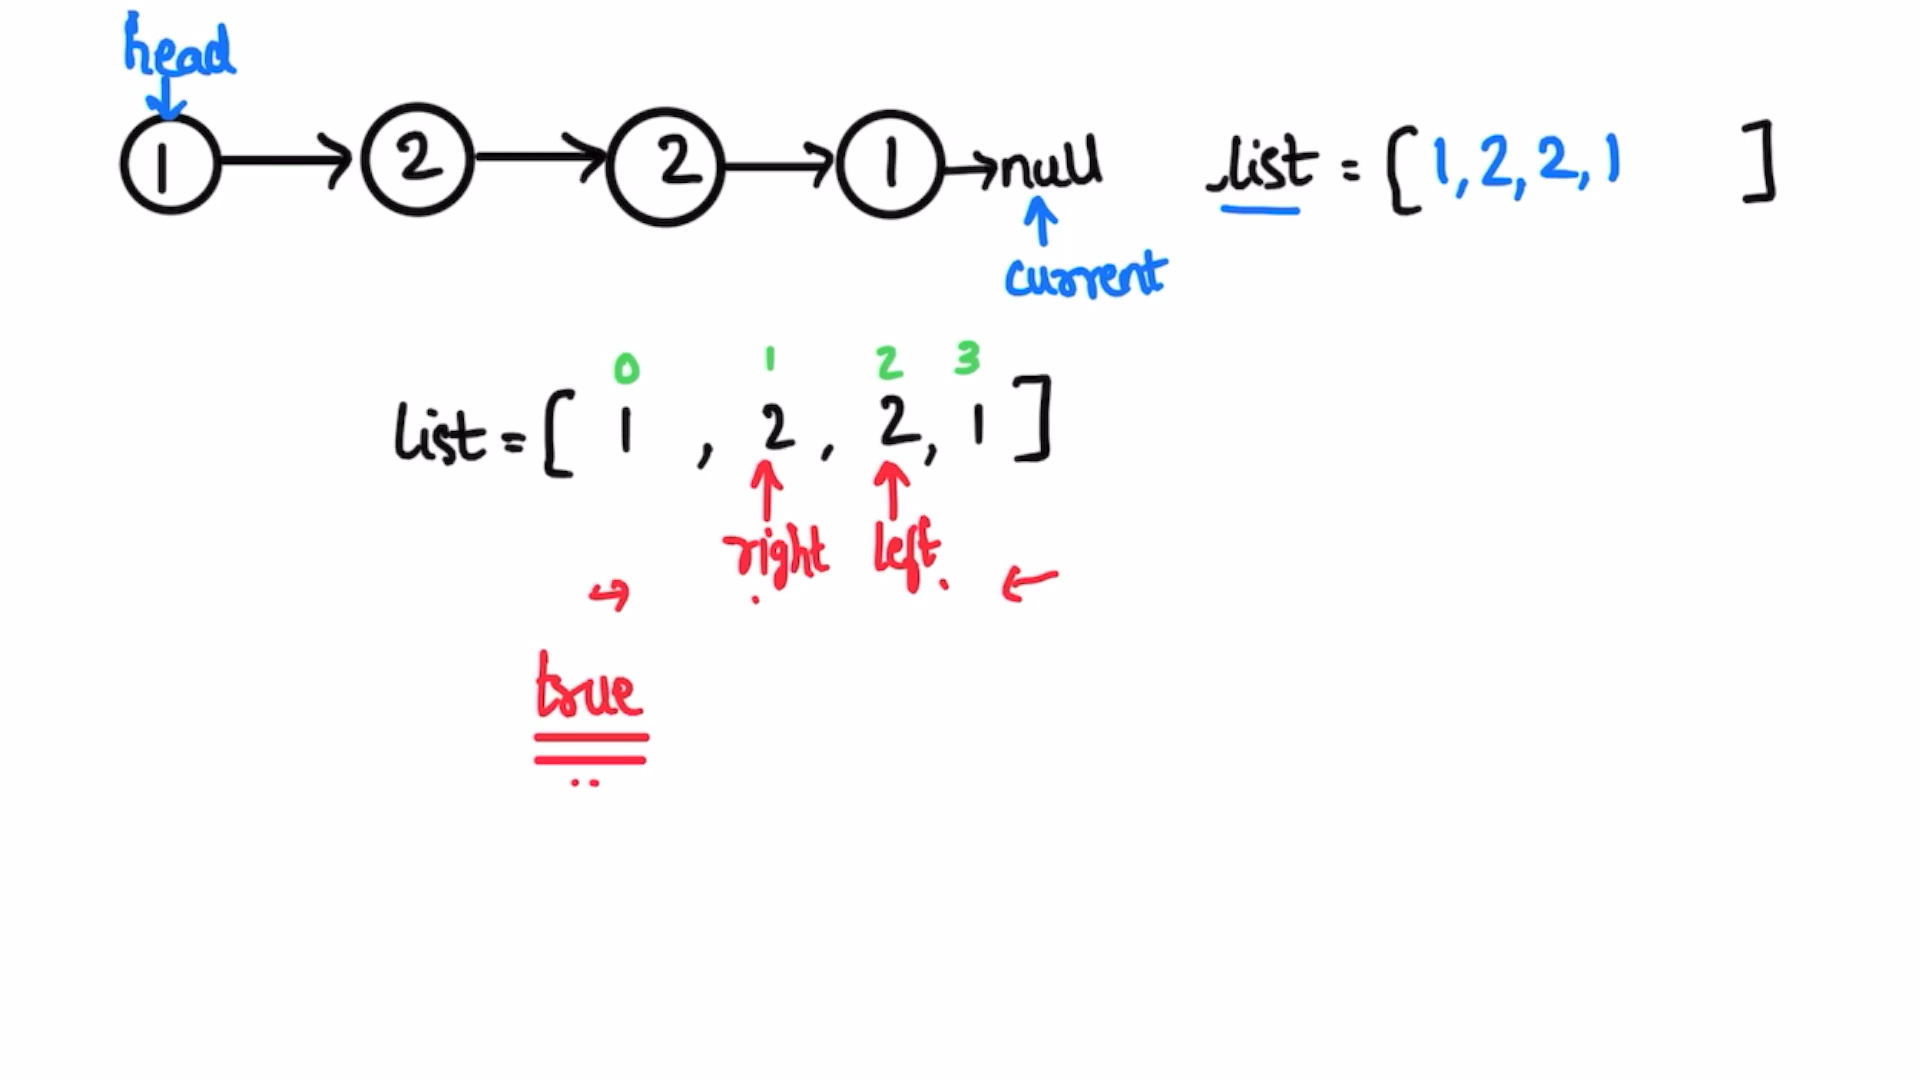 head
1 → 2 → 2 → 1 → null list = [1, 2, 2, 1 ]
current
0 1 2 3
list = [ 1 , 2 , 2, 1 ]
right left
true